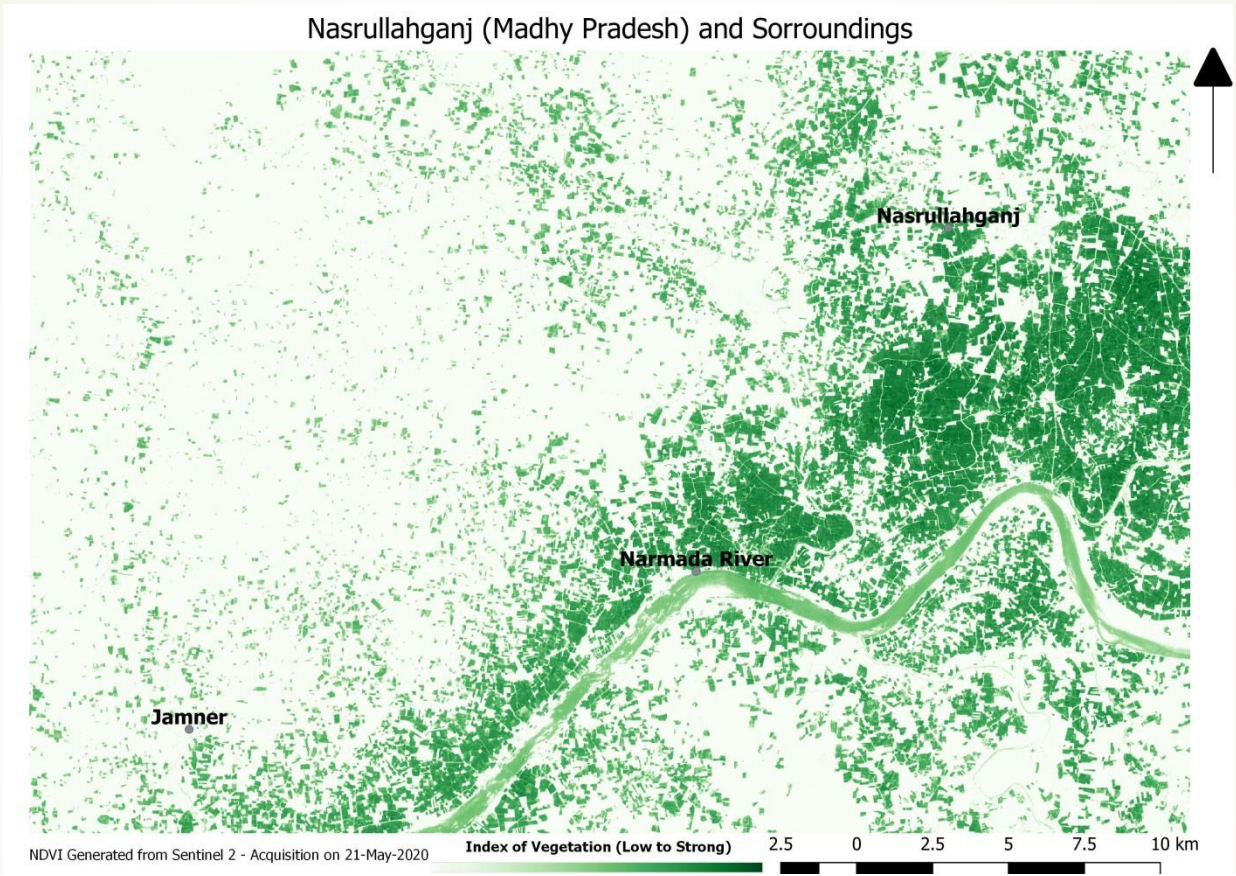 Nasrullahganj (Madhy Pradesh) and Sorroundings
Nasrullahganj
Narmada River
Jamner
NDVI Generated from Sentinel 2 - Acquisition on 21-May-2020
Index of Vegetation (Low to Strong)
2.5 0 2.5 5 7.5 10 km